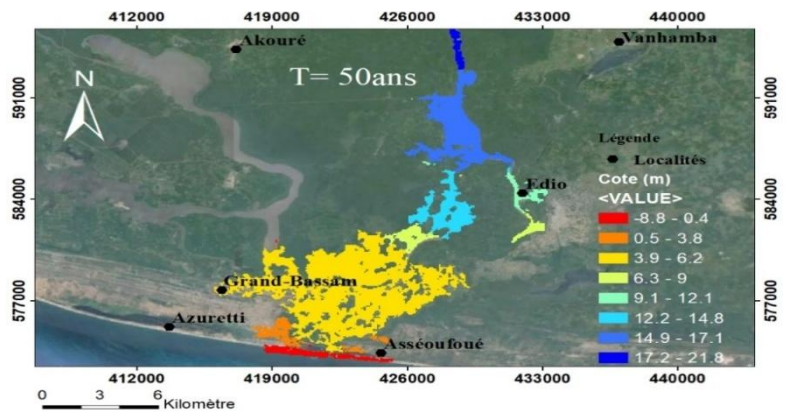 412000 419000 426000 433000 440000
Akouré
Vanhamba
T= 50ans
N
591000 591000
Légende
Localités
Edio
584000 584000
Cote (m)
<VALUE>
-8.8 - 0.4
0.5 - 3.8
3.9 - 6.2
6.3 - 9
9.1 - 12.1
12.2 - 14.8
14.9 - 17.1
17.2 - 21.8
Grand-Bassam
577000 577000
Azuretti
Asséoufoué
412000 419000 426000 433000 440000
0 3 6
Kilomètre